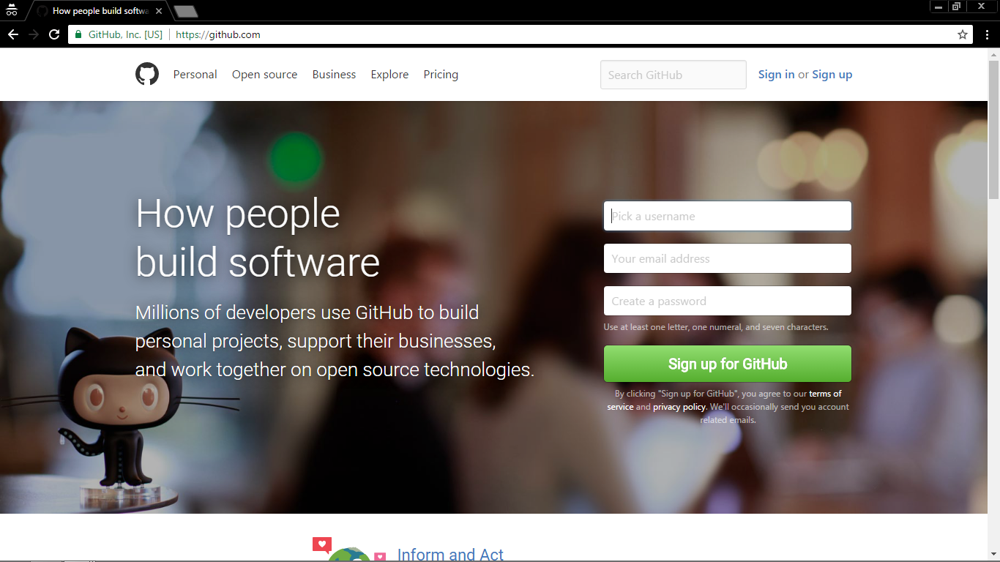 How people build softwa
GitHub, Inc. [US] https://github.com
Personal Open source Business Explore Pricing Search GitHub Sign in or Sign up
How people
build software
Millions of developers use GitHub to build
personal projects, support their businesses,
and work together on open source technologies.
Pick a username
Your email address
Create a password
Use at least one letter, one numeral, and seven characters.
Sign up for GitHub
By clicking "Sign up for GitHub", you agree to our terms of
service and privacy policy. We'll occasionally send you account
related emails.
Inform and Act